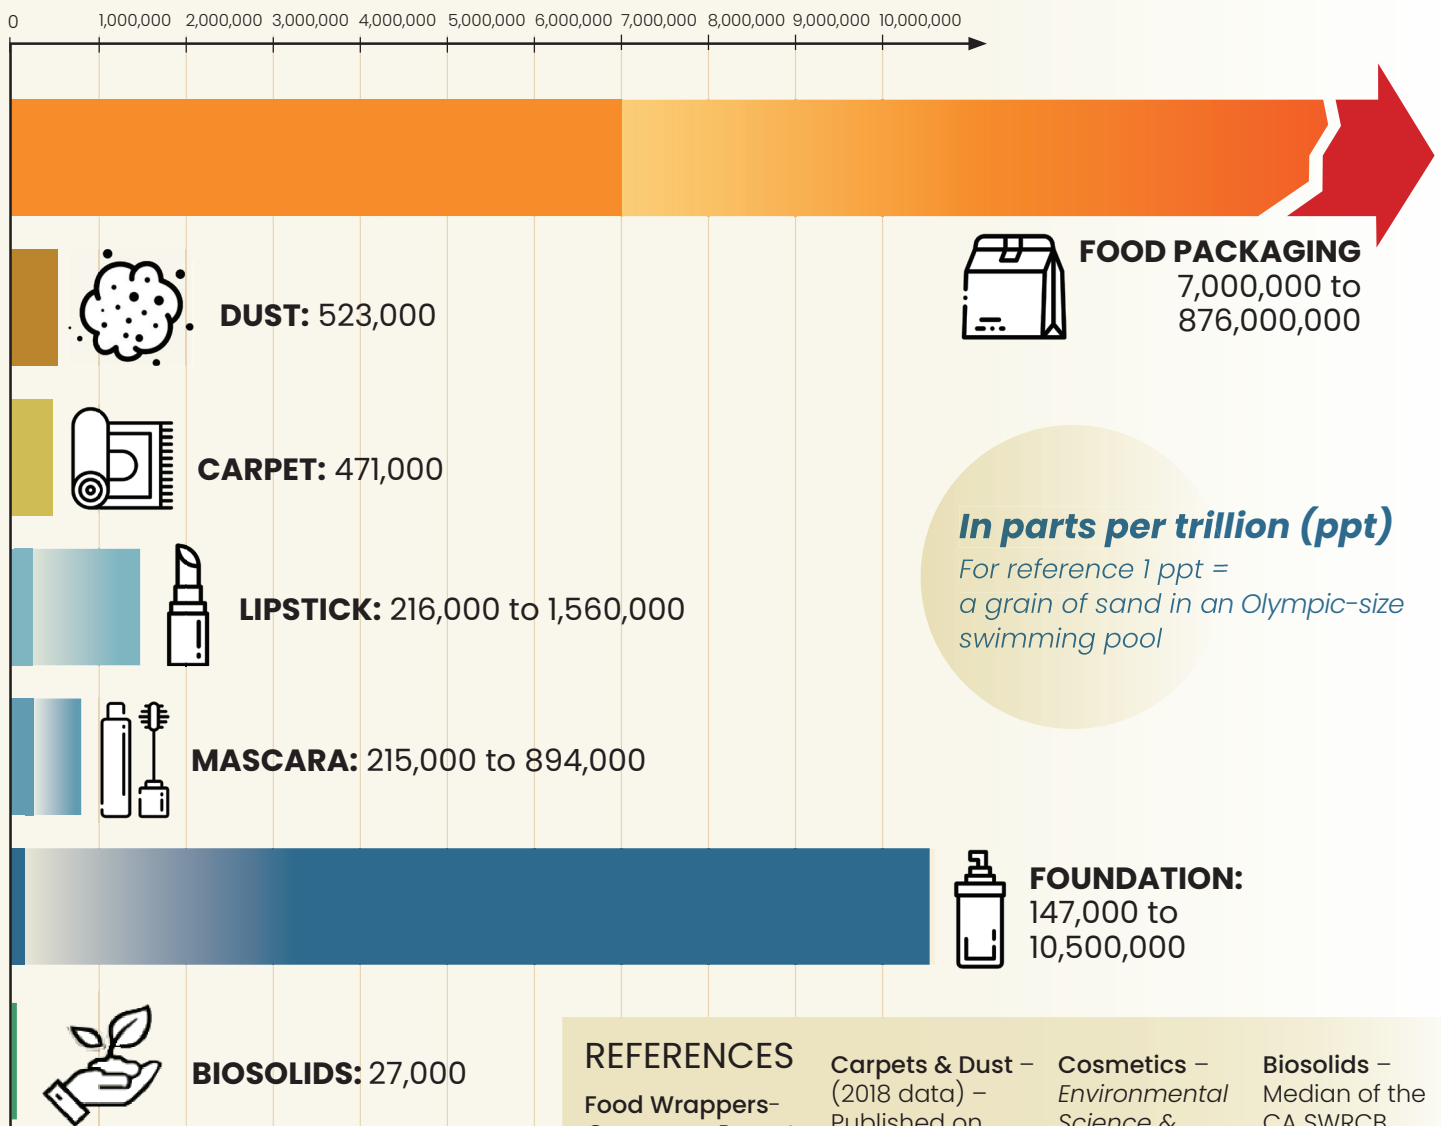 0 1,000,000 2,000,000 3,000,000 4,000,000 5,000,000 6,000,000 7,000,000 8,000,000 9,000,000 10,000,000
FOOD PACKAGING
7,000,000 to
876,000,000
DUST: 523,000
CARPET: 471,000
In parts per trillion (ppt)
For reference 1 ppt =
a grain of sand in an Olympic-size
swimming pool
LIPSTICK: 216,000 to 1,560,000
MASCARA: 215,000 to 894,000
FOUNDATION:
147,000 to
10,500,000
BIOSOLIDS: 27,000
REFERENCES
Food Wrappers-
Carpets & Dust –
(2018 data) –
Published on
Cosmetics –
Environmental
Science &
Biosolids –
Median of the
CA SWRCB